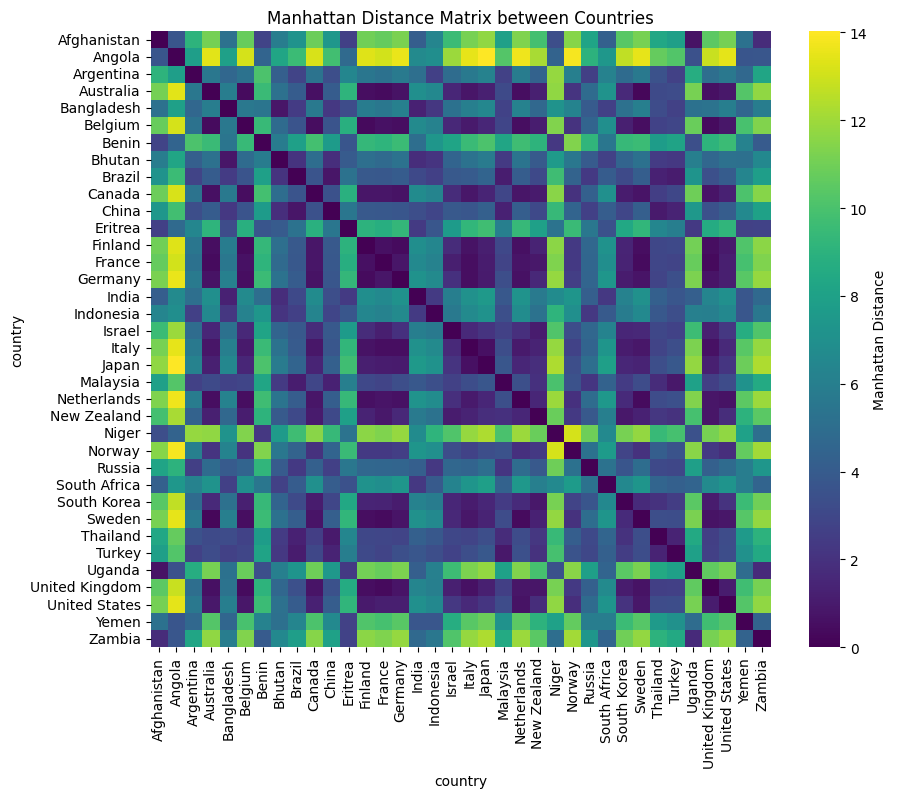 Manhattan Distance Matrix between Countries
Afghanistan
Angola
Argentina
Australia
Bangladesh
Belgium
Benin
Bhutan
Brazil
Canada
China
Eritrea
Finland
France
Germany
India
Indonesia
Israel
Italy
Japan
Malaysia
Netherlands
New Zealand
Niger
Norway
Russia
South Africa
South Korea
Sweden
Thailand
Turkey
Uganda
United Kingdom
United States
Yemen
Zambia
country
Afghanistan
Angola
Argentina
Australia
Bangladesh
Belgium
Benin
Bhutan
Brazil
Canada
China
Eritrea
Finland
France
Germany
India
Indonesia
Israel
Italy
Japan
Malaysia
Netherlands
New Zealand
Niger
Norway
Russia
South Africa
South Korea
Sweden
Thailand
Turkey
Uganda
United Kingdom
United States
Yemen
Zambia
country
14
12
10
8
6
4
2
0
Manhattan Distance